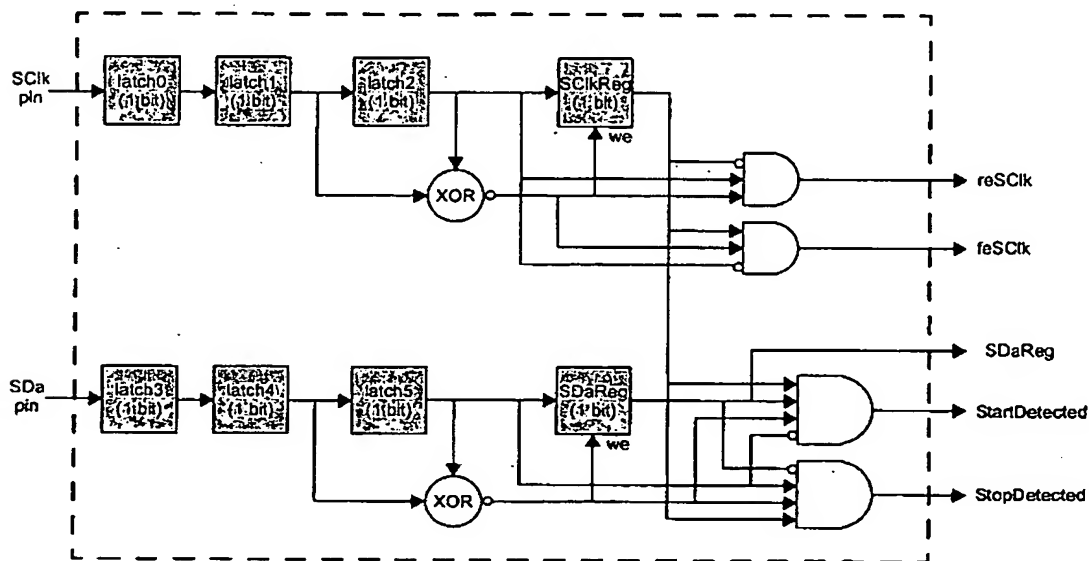 SClk
pin
latch0
(1 bit)
latch1
(1 bit)
latch2
(1 bit)
SClkReg
(1 bit)
we
XOR
reSClk
feSClk
SDa
pin
latch3
(1 bit)
latch4
(1 bit)
latch5
(1 bit)
SDaReg
(1 bit)
we
XOR
SDaReg
StartDetected
StopDetected